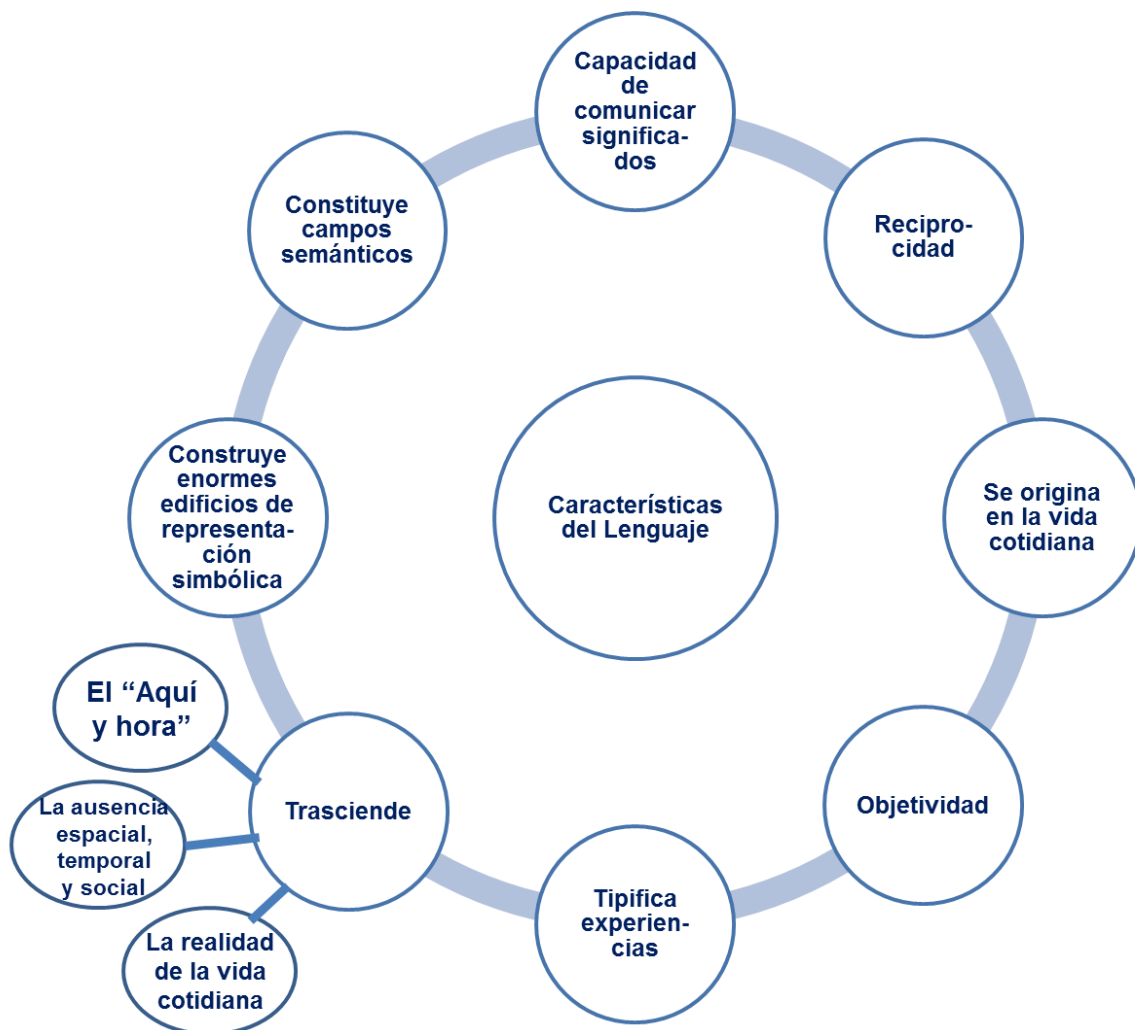 Capacidad
de
comunicar
significa-
dos
Recipro-
cidad
Se origina
en la vida
cotidiana
Objetividad
Tipifica
experien-
cias
Trasciende
El “Aquí
y hora”
La ausencia
espacial,
temporal
y social
La realidad
de la vida
cotidiana
Construye
enormes
edificios de
representa-
ción
simbólica
Constituye
campos
semánticos
Características
del Lenguaje